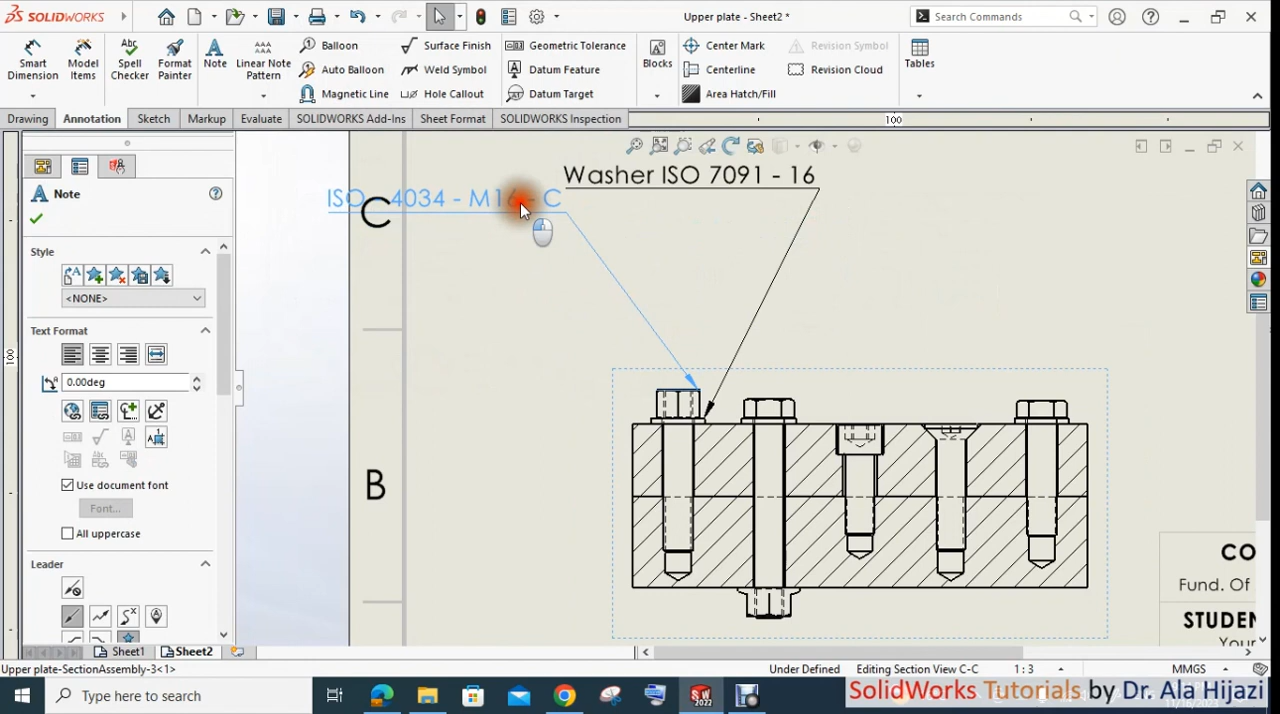 SOLIDWORKS
Upper plate - Sheet2 *
Search Commands
Smart Dimension
Model Items
Spell Checker
Format Painter
Note
Linear Note Pattern
Balloon
Auto Balloon
Magnetic Line
Surface Finish
Weld Symbol
Hole Callout
Geometric Tolerance
Datum Feature
Datum Target
Blocks
Center Mark
Centerline
Area Hatch/Fill
Revision Symbol
Revision Cloud
Tables
Drawing
Annotation
Sketch
Markup
Evaluate
SOLIDWORKS Add-Ins
Sheet Format
SOLIDWORKS Inspection
100
Note
Style
<NONE>
Text Format
0.00deg
Use document font
Font...
All uppercase
Leader
100
Washer ISO 7091 - 16
ISO 4034 - M16 - C
C
B
CO
Fund. Of
STUDEN
Your
Sheet1
Sheet2
Upper plate-SectionAssembly-3<1>
Under Defined
Editing Section View C-C
1 : 3
MMGS
Type here to search
SW
2022
SolidWorks Tutorials by Dr. Ala Hijazi